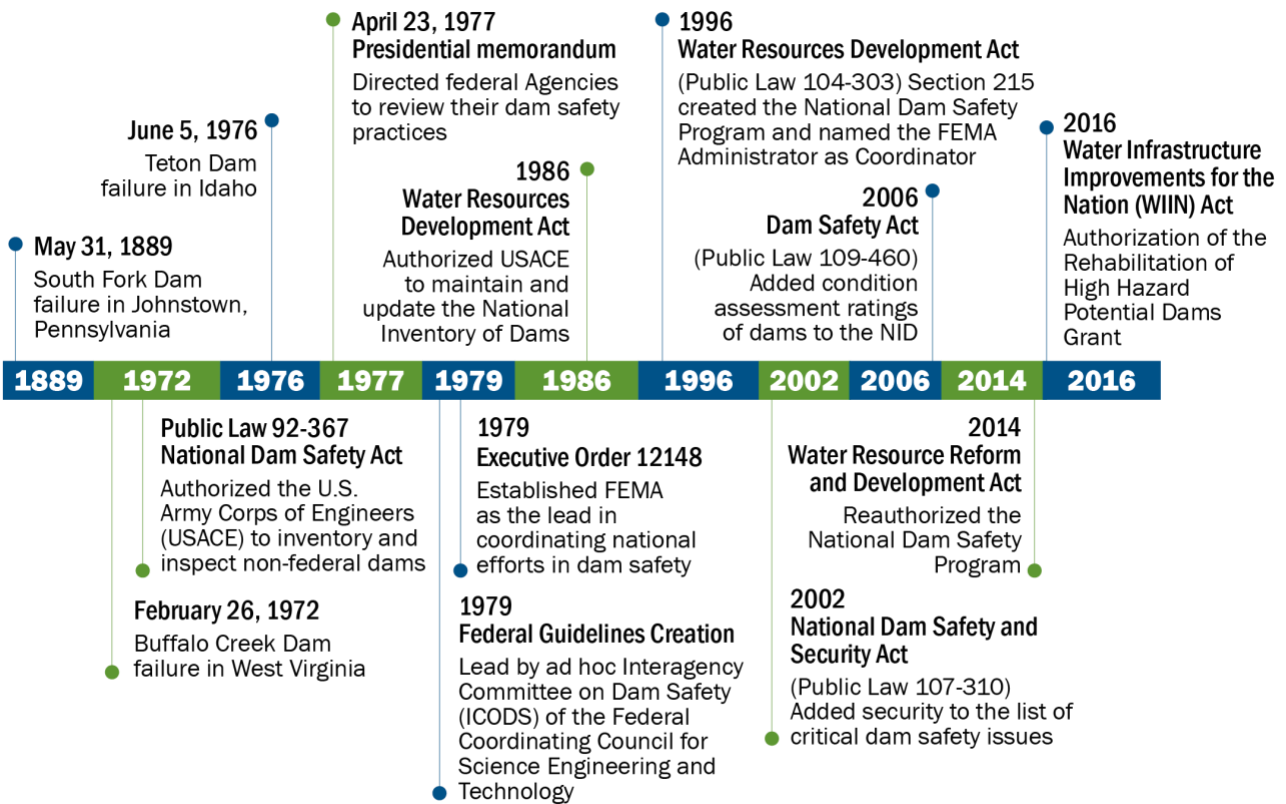 April 23, 1977
Presidential memorandum
Directed federal Agencies
to review their dam safety
practices
1996
Water Resources Development Act
(Public Law 104-303) Section 215
created the National Dam Safety
Program and named the FEMA
Administrator as Coordinator
June 5, 1976
Teton Dam
failure in Idaho
2016
Water Infrastructure
Improvements for the
Nation (WIIN) Act
Authorization of the
Rehabilitation of
High Hazard
Potential Dams
Grant
1986
Water Resources
Development Act
Authorized USACE
to maintain and
update the National
Inventory of Dams
2006
Dam Safety Act
(Public Law 109-460)
Added condition
assessment ratings
of dams to the NID
May 31, 1889
South Fork Dam
failure in Johnstown,
Pennsylvania
1889 1972 1976 1977 1979 1986 1996 2002 2006 2014 2016
Public Law 92-367
National Dam Safety Act
Authorized the U.S.
Army Corps of Engineers
(USACE) to inventory and
inspect non-federal dams
1979
Executive Order 12148
Established FEMA
as the lead in
coordinating national
efforts in dam safety
2014
Water Resource Reform
and Development Act
Reauthorized the
National Dam Safety
Program
February 26, 1972
Buffalo Creek Dam
failure in West Virginia
1979
Federal Guidelines Creation
Lead by ad hoc Interagency
Committee on Dam Safety
(ICODS) of the Federal
Coordinating Council for
Science Engineering and
Technology
2002
National Dam Safety and
Security Act
(Public Law 107-310)
Added security to the list of
critical dam safety issues